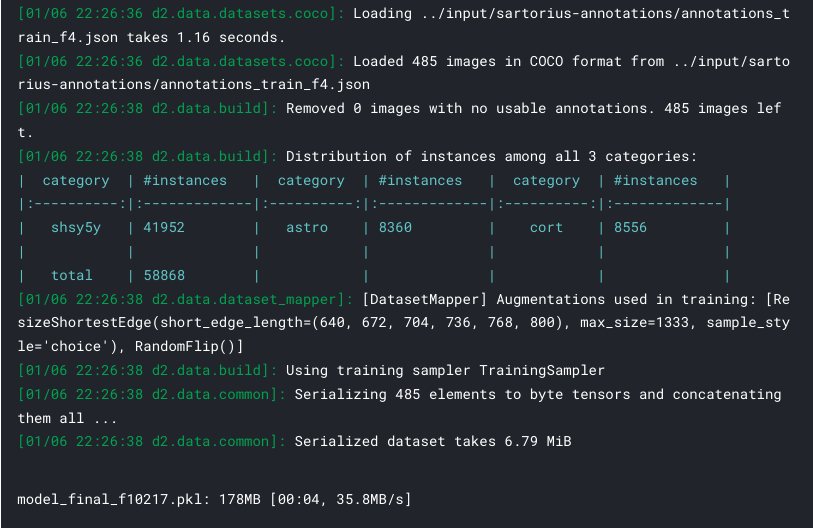 [01/06 22:26:36 d2.data.datasets.coco]: Loading ../input/sartorius-annotations/annotations_t
rain_f4.json takes 1.16 seconds.
[01/06 22:26:36 d2.data.datasets.coco]: Loaded 485 images in COCO format from ../input/sarto
rius-annotations/annotations_train_f4.json
[01/06 22:26:38 d2.data.build]: Removed 0 images with no usable annotations. 485 images lef
t.
[01/06 22:26:38 d2.data.build]: Distribution of instances among all 3 categories:
|  category  | #instances   |  category  | #instances   |  category  | #instances   |
|:----------:|:-------------|:----------:|:-------------|:----------:|:-------------|
|   shsy5y   | 41952        |   astro    | 8360         |    cort    | 8556         |
|            |              |            |              |            |              |
|   total    | 58868        |            |              |            |              |
[01/06 22:26:38 d2.data.dataset_mapper]: [DatasetMapper] Augmentations used in training: [Re
sizeShortestEdge(short_edge_length=(640, 672, 704, 736, 768, 800), max_size=1333, sample_sty
le='choice'), RandomFlip()]
[01/06 22:26:38 d2.data.build]: Using training sampler TrainingSampler
[01/06 22:26:38 d2.data.common]: Serializing 485 elements to byte tensors and concatenating
them all ...
[01/06 22:26:38 d2.data.common]: Serialized dataset takes 6.79 MiB
model_final_f10217.pkl: 178MB [00:04, 35.8MB/s]